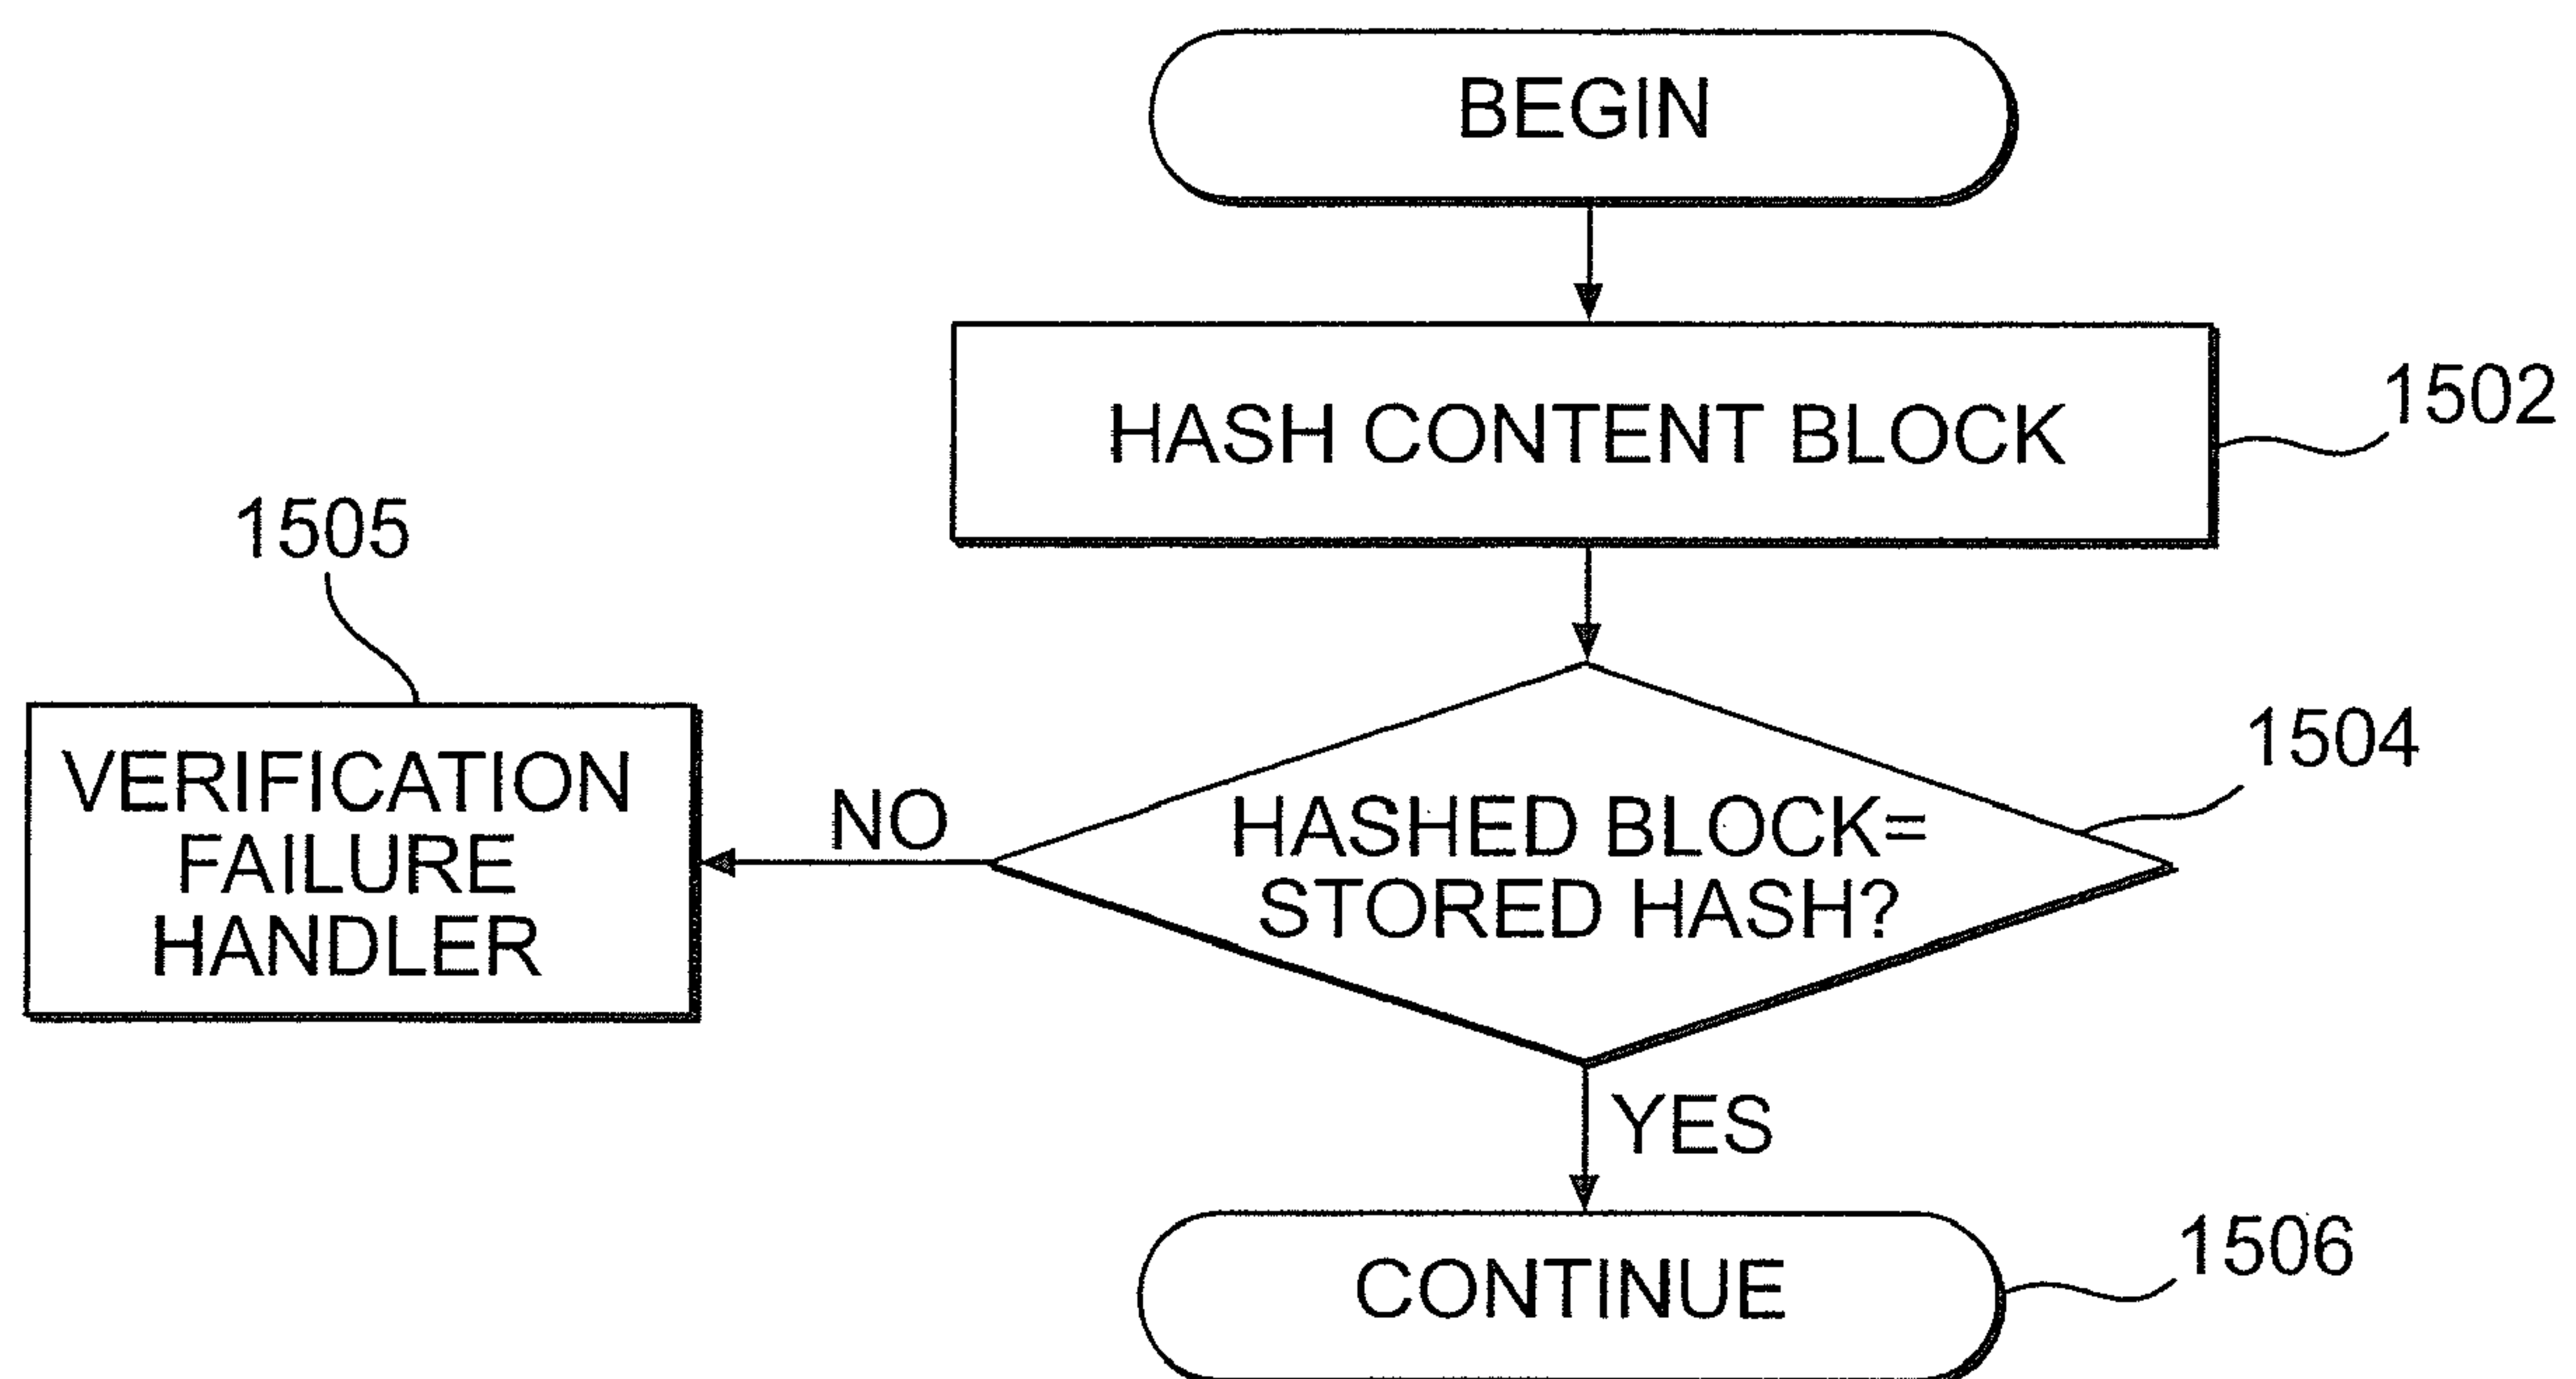 BEGIN
HASH CONTENT BLOCK
1502
1505
VERIFICATION
FAILURE
HANDLER
NO
HASHED BLOCK=
STORED HASH?
1504
YES
CONTINUE
1506